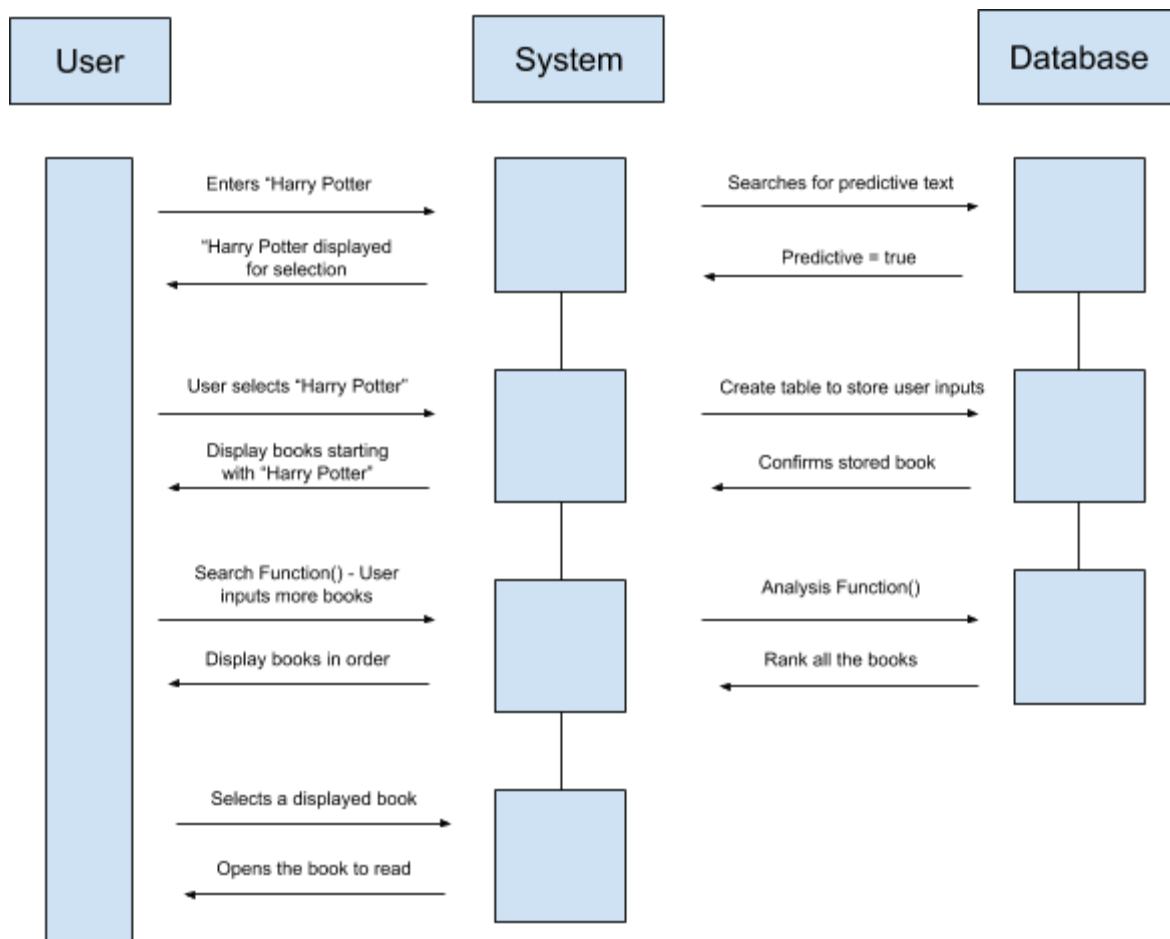 User
System
Database
Enters “Harry Potter
Searches for predictive text
“Harry Potter displayed
for selection
Predictive = true
User selects “Harry Potter”
Create table to store user inputs
Display books starting
with “Harry Potter”
Confirms stored book
Search Function() - User
inputs more books
Analysis Function()
Display books in order
Rank all the books
Selects a displayed book
Opens the book to read